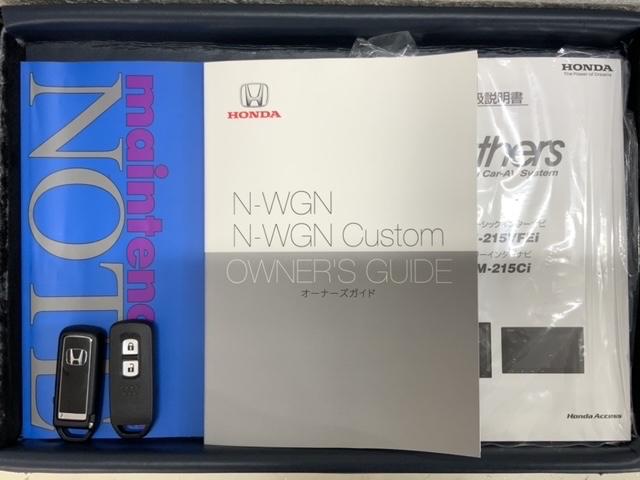 maintenance
NOTE
HONDA
N-WGN
N-WGN Custom
OWNER'S GUIDE
オーナーズガイド
HONDA
The Power of Dreams
扱説明書
thers
Car-AV System
-215VFEi
M-215Ci
Honda Access